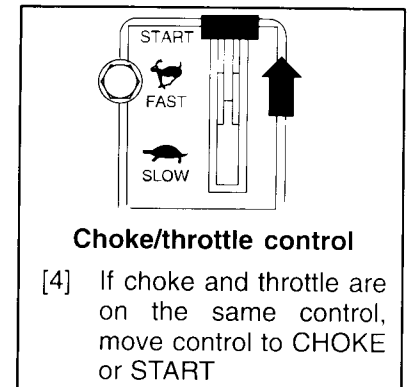 START
FAST
SLOW
Choke/throttle control
[4] If choke and throttle are
on the same control,
move control to CHOKE
or START